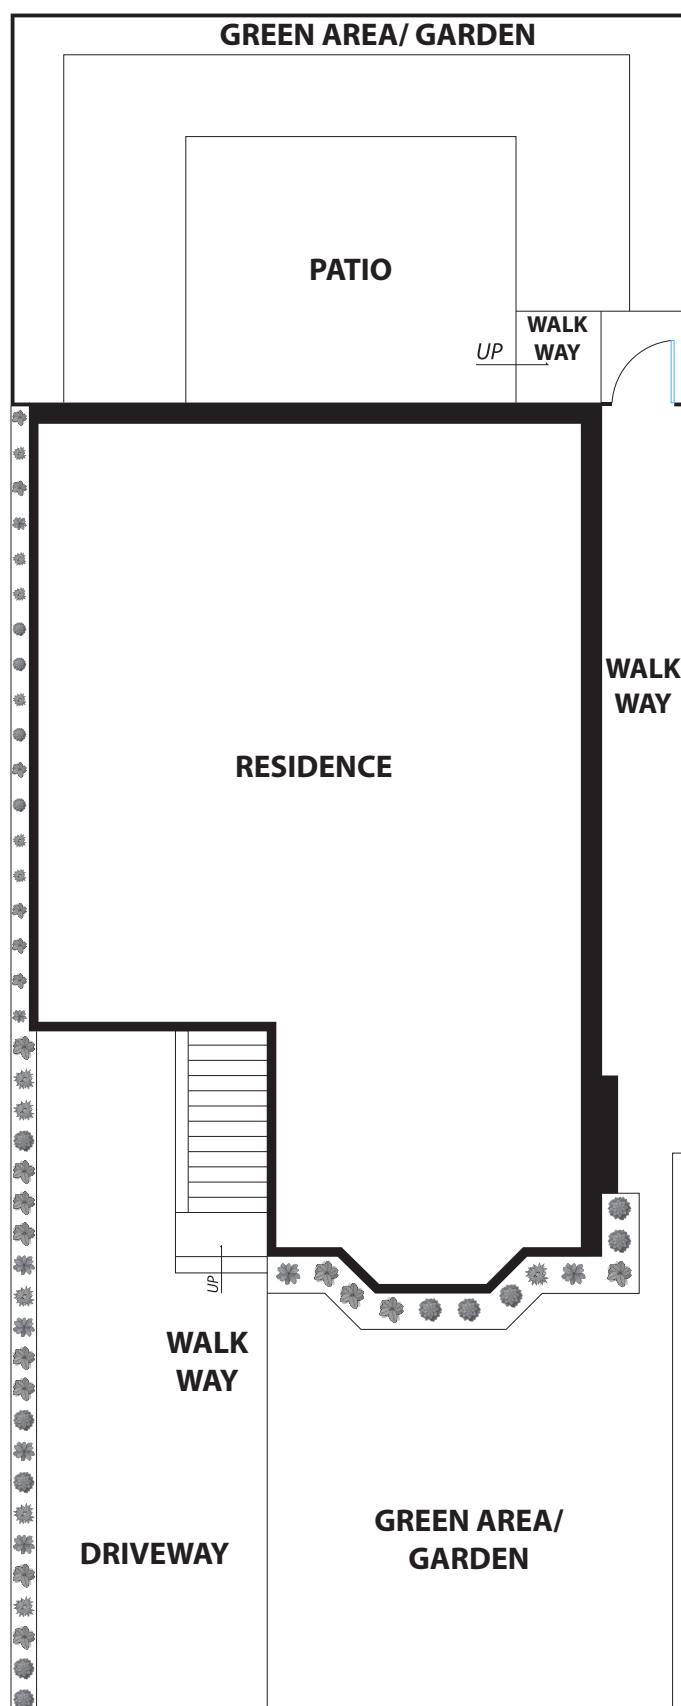 GREEN AREA/ GARDEN
PATIO
WALK
WAY
UP
WALK
WAY
RESIDENCE
UP
WALK
WAY
DRIVEWAY
GREEN AREA/
GARDEN